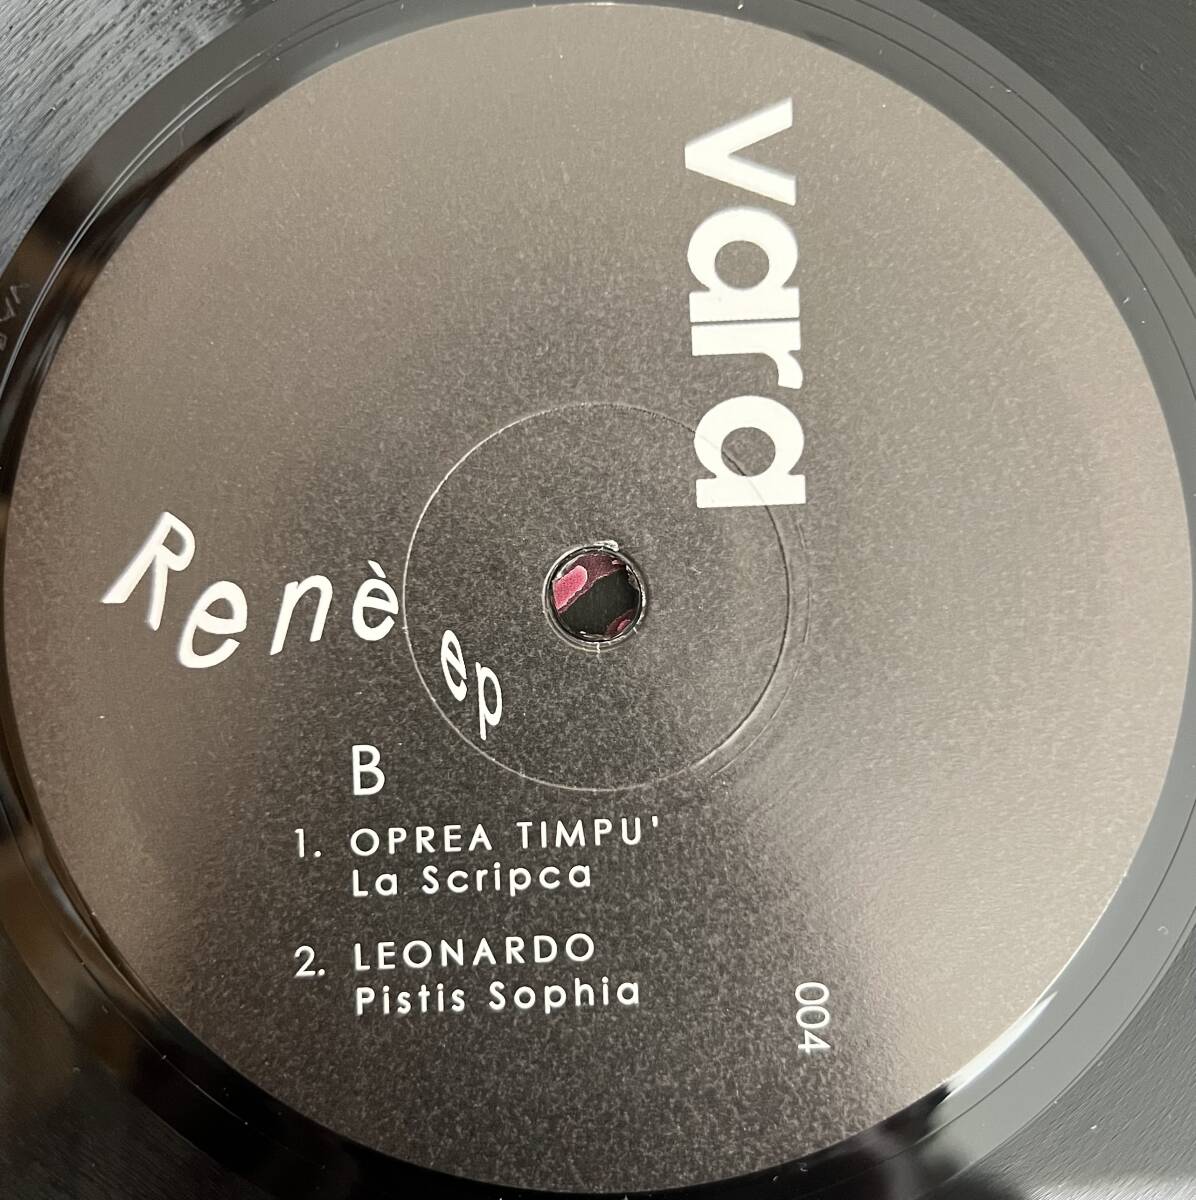 vara
Renè ep
B
1. OPREA TIMPU'
La Scripca
2. LEONARDO
Pistis Sophia
004